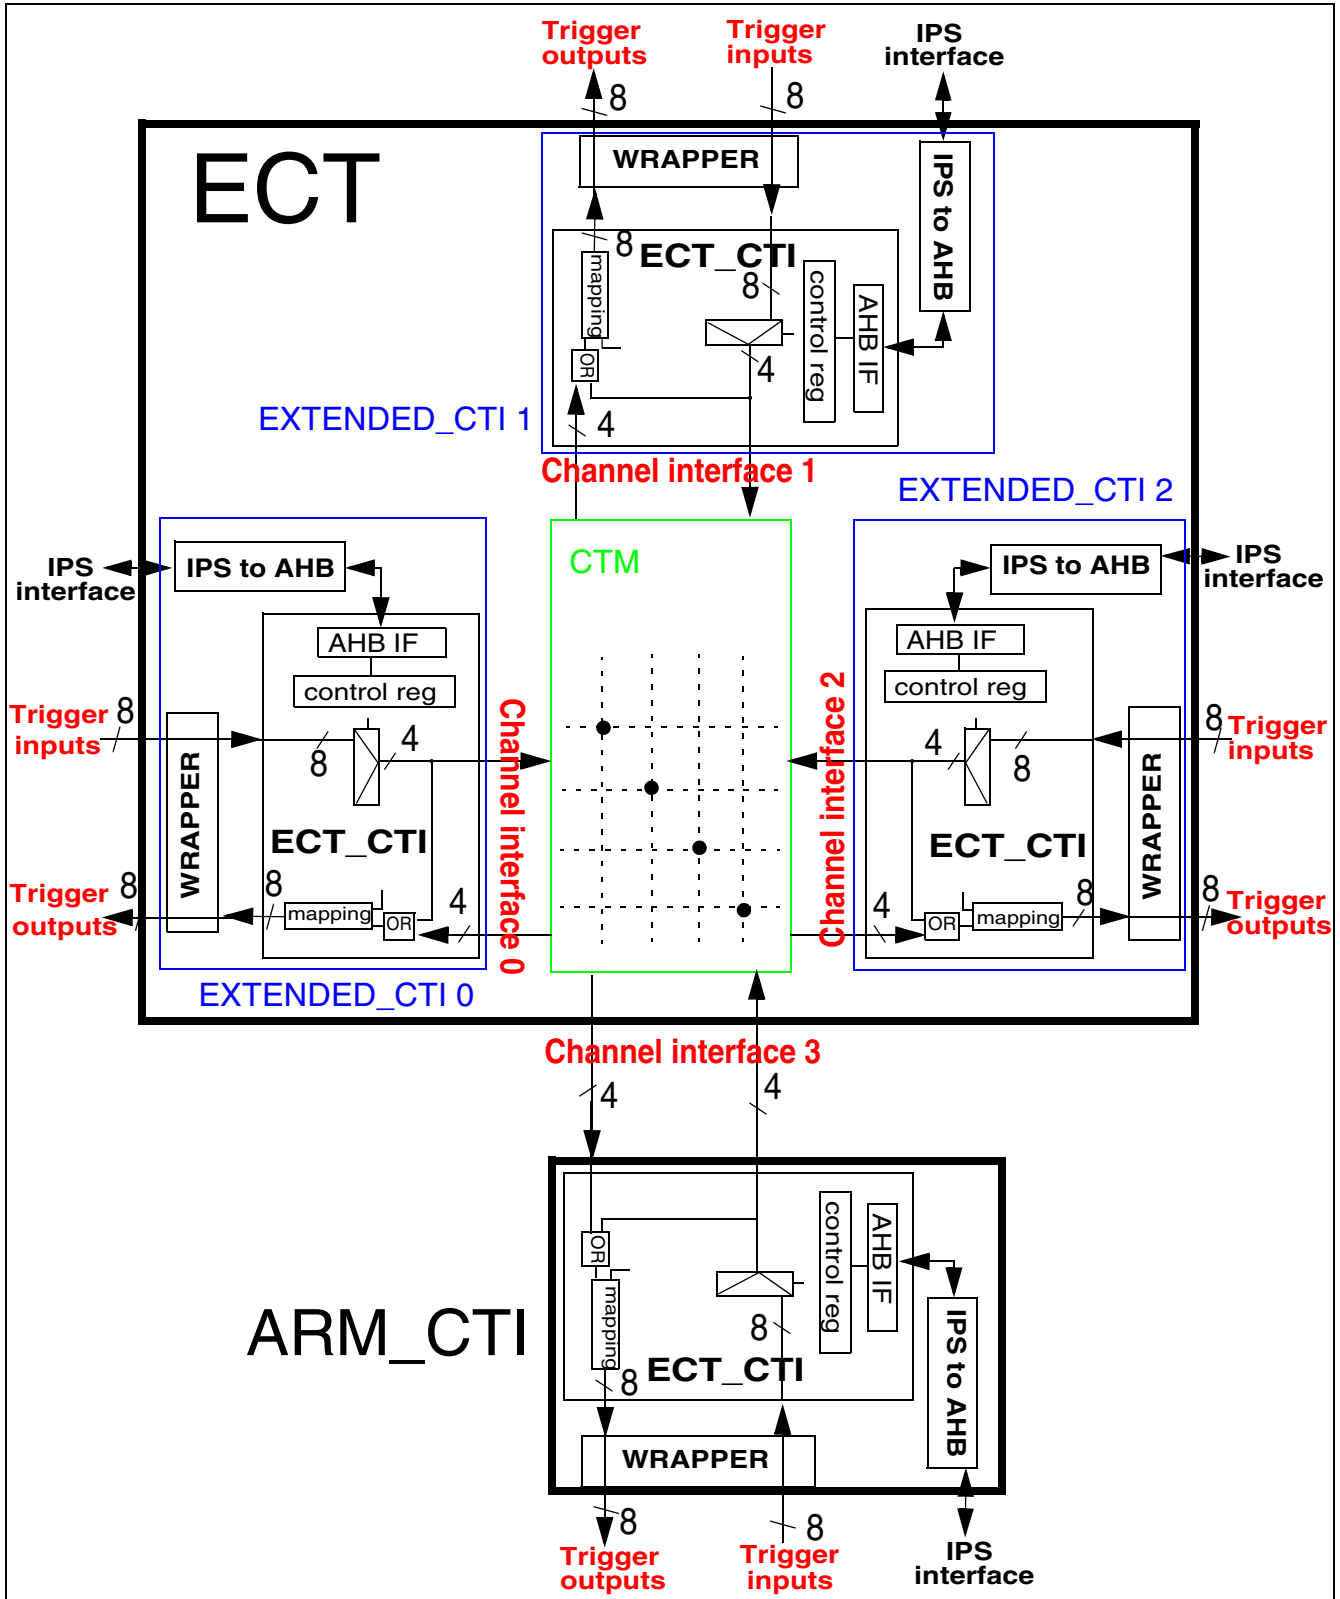 Trigger outputs
Trigger inputs
IPS interface
8
8
ECT
WRAPPER
IPS to AHB
8
ECT_CTI
mapping
8
control reg
AHB IF
OR
4
EXTENDED_CTI 1
4
Channel interface 1
EXTENDED_CTI 2
IPS interface
IPS to AHB
CTM
IPS to AHB
IPS interface
AHB IF
control reg
AHB IF
control reg
Trigger inputs
8
8
4
Channel interface 0
Channel interface 2
4
8
8
Trigger inputs
WRAPPER
ECT_CTI
ECT_CTI
WRAPPER
Trigger outputs
8
8
mapping
OR
4
4
OR
mapping
8
8
Trigger outputs
EXTENDED_CTI 0
Channel interface 3
4
4
OR
control reg
AHB IF
mapping
8
IPS to AHB
ARM_CTI
ECT_CTI
8
WRAPPER
8
8
Trigger outputs
Trigger inputs
IPS interface